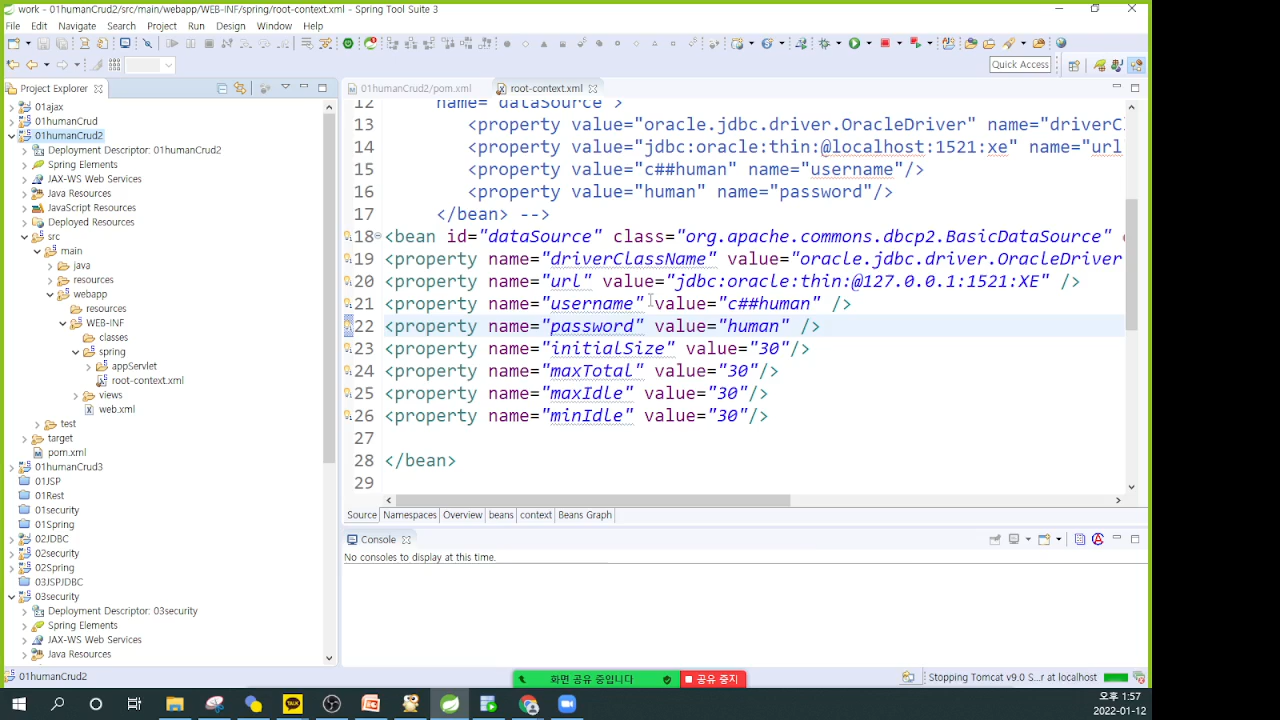 work - 01humanCrud2/src/main/webapp/WEB-INF/spring/root-context.xml - Spring Tool Suite 3
File Edit Navigate Search Project Run Design Window Help
Quick Access
Project Explorer
01ajax
01humanCrud
01humanCrud2
Deployment Descriptor: 01humanCrud2
Spring Elements
JAX-WS Web Services
Java Resources
JavaScript Resources
Deployed Resources
src
main
java
resources
webapp
resources
WEB-INF
classes
spring
appServlet
root-context.xml
views
web.xml
test
target
pom.xml
01humanCrud3
01JSP
01Rest
01security
01Spring
02JDBC
02security
02Spring
03JSPJDBC
03security
Deployment Descriptor: 03security
Spring Elements
JAX-WS Web Services
Java Resources
01humanCrud2/pom.xml
root-context.xml
12 name="dataSource">
13 <property value="oracle.jdbc.driver.OracleDriver" name="driverCl
14 <property value="jdbc:oracle:thin:@localhost:1521:xe" name="url
15 <property value="c##human" name="username"/>
16 <property value="human" name="password"/>
17 </bean> -->
18 <bean id="dataSource" class="org.apache.commons.dbcp2.BasicDataSource"
19 <property name="driverClassName" value="oracle.jdbc.driver.OracleDriver
20 <property name="url" value="jdbc:oracle:thin:@127.0.0.1:1521:XE" />
21 <property name="username" value="c##human" />
22 <property name="password" value="human" />
23 <property name="initialSize" value="30"/>
24 <property name="maxTotal" value="30"/>
25 <property name="maxIdle" value="30"/>
26 <property name="minIdle" value="30"/>
27
28 </bean>
29
Source Namespaces Overview beans context Beans Graph
Console
No consoles to display at this time.
01humanCrud2
화면 공유 중입니다
공유 중지
Stopping Tomcat v9.0 S...r at localhost
TALK
오후 1:57
2022-01-12